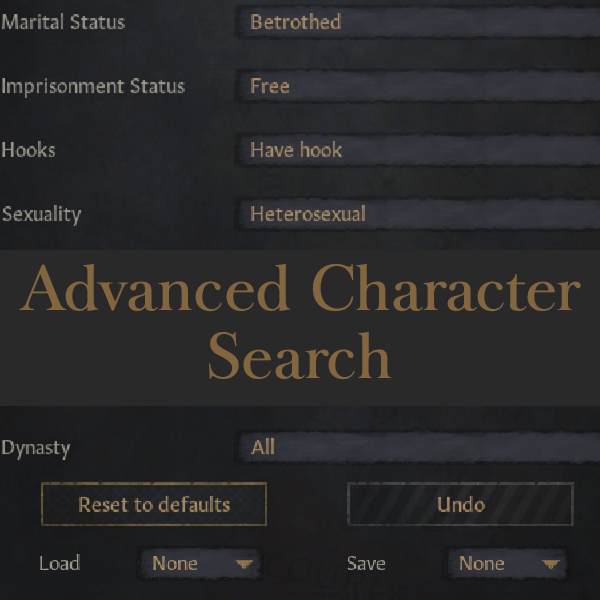 Marital Status Betrothed
Imprisonment Status Free
Hooks Have hook
Sexuality Heterosexual
Advanced Character
Search
Dynasty All
Reset to defaults Undo
Load None Save None